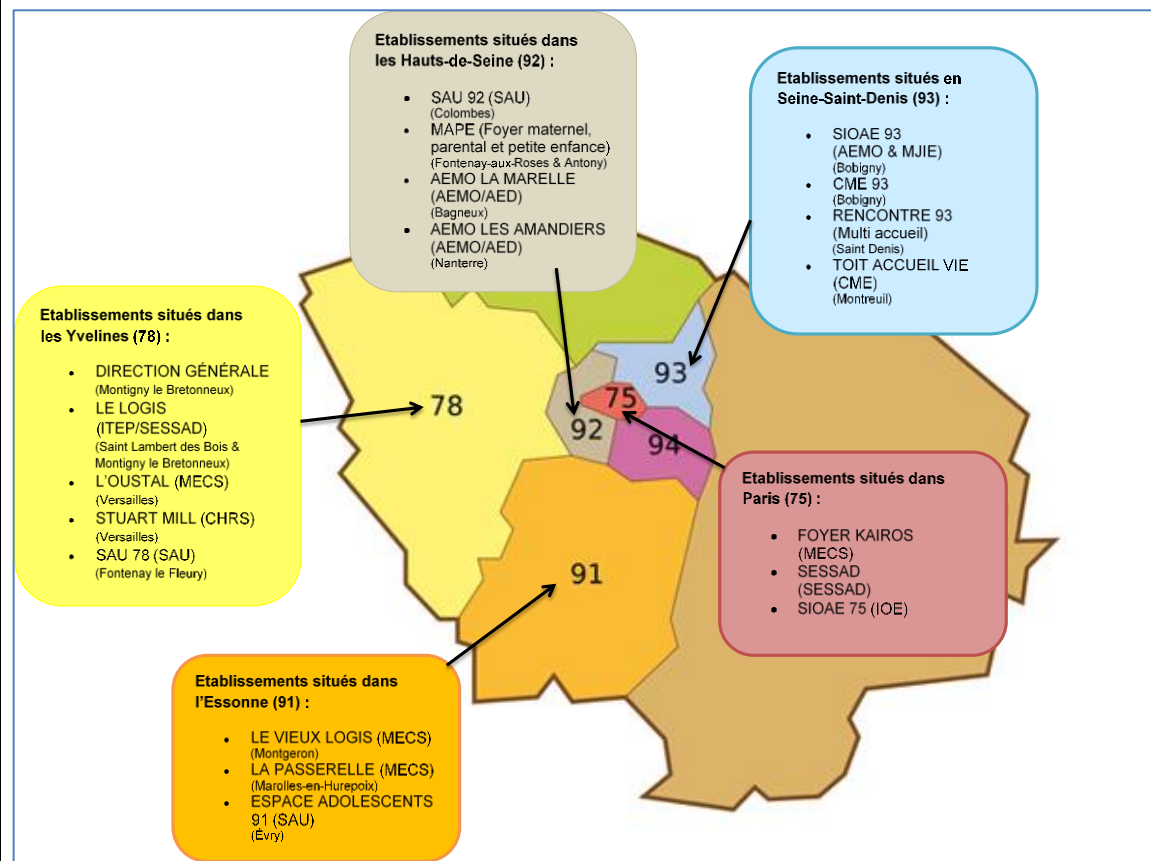 Etablissements situés dans
les Hauts-de-Seine (92) :
• SAU 92 (SAU)
(Colombes)
• MAPE (Foyer maternel,
parental et petite enfance)
(Fontenay-aux-Roses & Antony)
• AEMO LA MARELLE
(AEMO/AED)
(Bagneux)
• AEMO LES AMANDIERS
(AEMO/AED)
(Nanterre)
Etablissements situés en
Seine-Saint-Denis (93) :
• SIOAE 93
(AEMO & MJIE)
(Bobigny)
• CME 93
(Bobigny)
• RENCONTRE 93
(Multi accueil)
(Saint Denis)
• TOIT ACCUEIL VIE
(CME)
(Montreuil)
Etablissements situés dans
les Yvelines (78) :
• DIRECTION GÉNÉRALE
(Montigny le Bretonneux)
• LE LOGIS
(ITEP/SESSAD)
(Saint Lambert des Bois &
Montigny le Bretonneux)
• L'OUSTAL (MECS)
(Versailles)
• STUART MILL (CHRS)
(Versailles)
• SAU 78 (SAU)
(Fontenay le Fleury)
78
93
75
92
94
91
Etablissements situés dans
Paris (75) :
• FOYER KAIROS
(MECS)
• SESSAD
(SESSAD)
• SIOAE 75 (IOE)
Etablissements situés dans
l'Essonne (91) :
• LE VIEUX LOGIS (MECS)
(Montgeron)
• LA PASSERELLE (MECS)
(Marolles-en-Hurepoix)
• ESPACE ADOLESCENTS
91 (SAU)
(Évry)